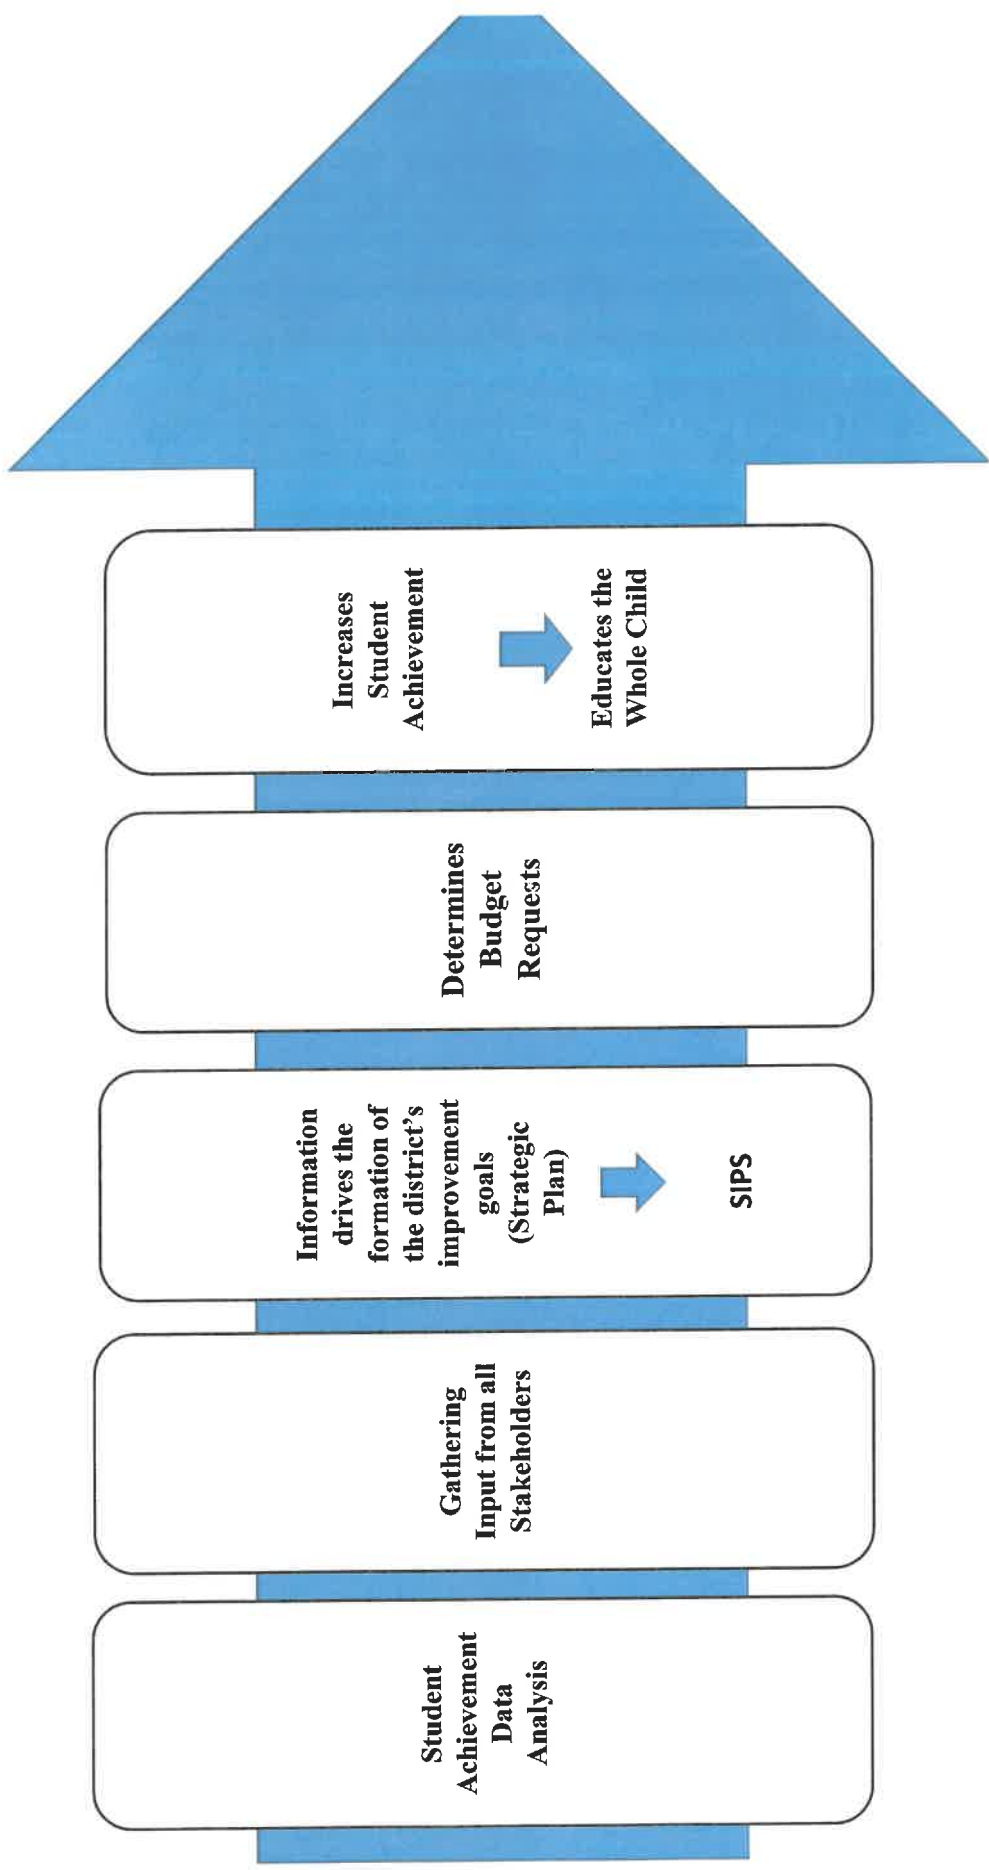 Student
Achievement
Data
Analysis
Gathering
Input from all
Stakeholders
Information
drives the
formation of
the district's
improvement
goals
(Strategic
Plan)
SIPS
Determines
Budget
Requests
Increases
Student
Achievement
Educates the
Whole Child